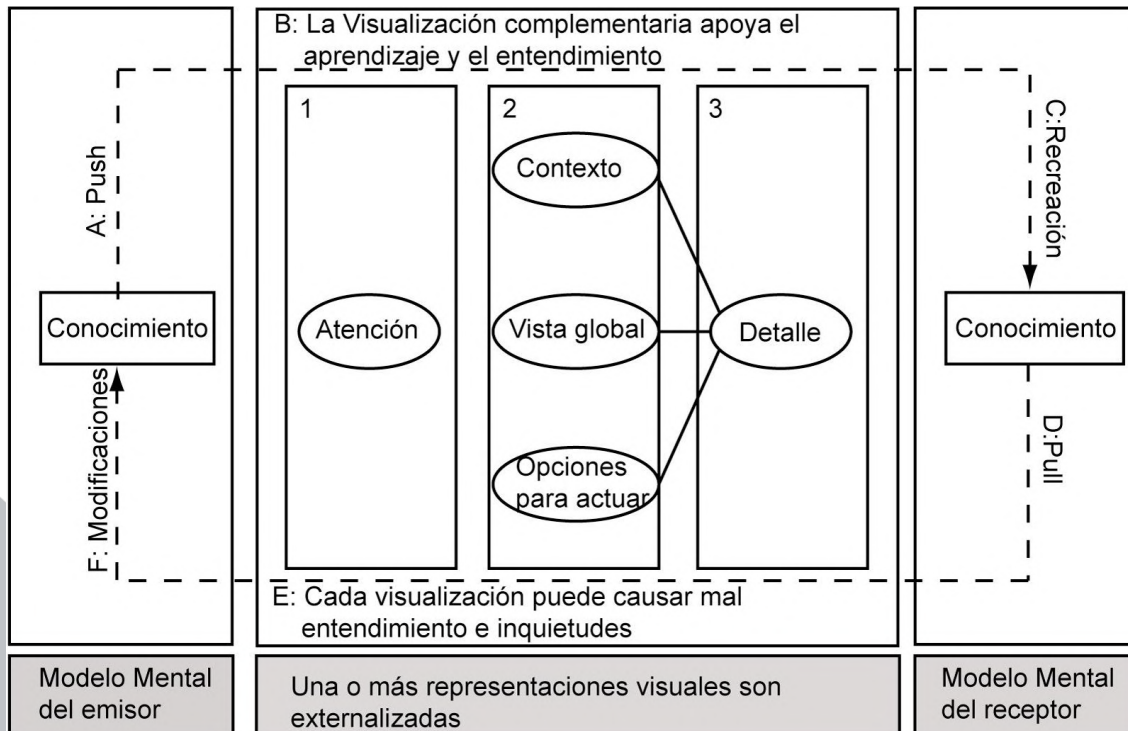 B: La Visualización complementaria apoya el
aprendizaje y el entendimiento
A: Push
Conocimiento
F: Modificaciones
1
Atención
2
Contexto
Vista global
Opciones
para actuar
3
Detalle
C:Recreación
Conocimiento
D:Pull
E: Cada visualización puede causar mal
entendimiento e inquietudes
Modelo Mental
del emisor
Una o más representaciones visuales son
externalizadas
Modelo Mental
del receptor